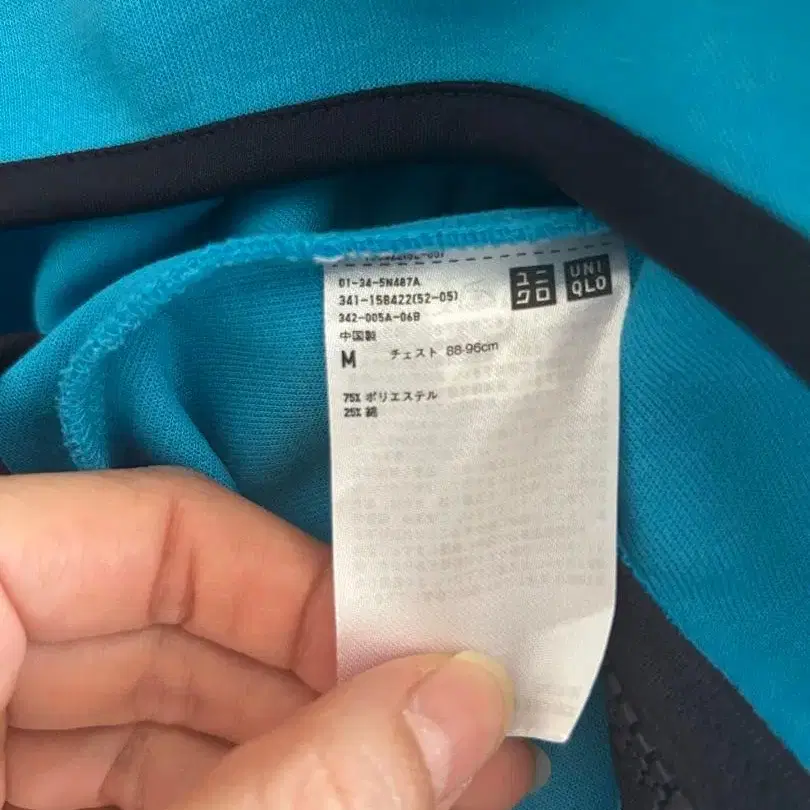 01-34-5N487A
341-158422(52-05)
342-005A-06B
中国製
M チェスト 88-96cm
75% ポリエステル
25% 綿
ユニ
クロ
UNI
QLO